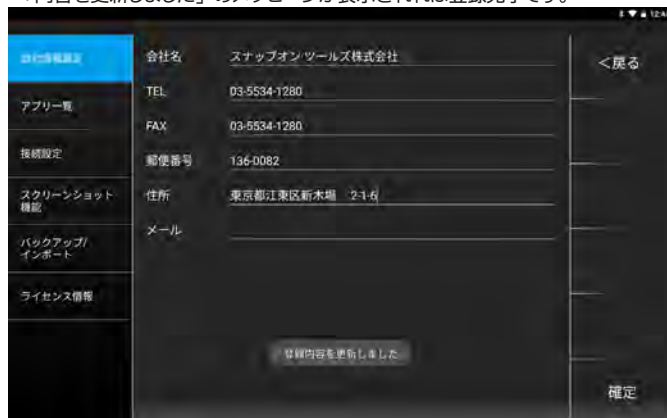 内容を更新しました」のメッセージが表示されれば登録完了です。
12:4
自社情報設定
アプリ一覧
接続設定
スクリーンショット
機能
バックアップ/
インポート
ライセンス情報
会社名 スナップオン ツールズ株式会社
TEL 03-5534-1280
FAX 03-5534-1280
郵便番号 136-0082
住所 東京都江東区新木場 2-1-6
メール
登録内容を更新しました
<戻る
確定